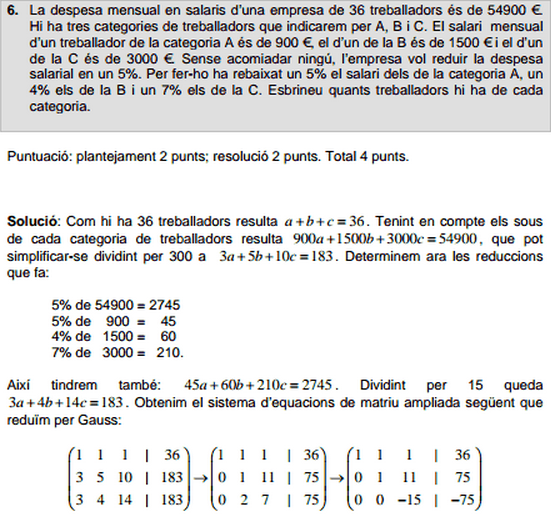 6. La despesa mensual en salaris d'una empresa de 36 treballadors és de 54900 €.
Hi ha tres categories de treballadors que indicarem per A, B i C. El salari mensual
d'un treballador de la categoria A és de 900 €, el d'un de la B és de 1500 € i el d'un
de la C és de 3000 €. Sense acomiadar ningú, l'empresa vol reduir la despesa
salarial en un 5%. Per fer-ho ha rebaixat un 5% el salari dels de la categoria A, un
4% els de la B i un 7% els de la C. Esbrineu quants treballadors hi ha de cada
categoria.
Puntuació: plantejament 2 punts; resolució 2 punts. Total 4 punts.
Solució: Com hi ha 36 treballadors resulta a + b + c = 36. Tenint en compte els sous
de cada categoria de treballadors resulta 900a + 1500b + 3000c = 54900, que pot
simplificar-se dividint per 300 a 3a + 5b + 10c = 183. Determinem ara les reduccions
que fa:
5% de 54900 = 2745
5% de 900 = 45
4% de 1500 = 60
7% de 3000 = 210.
Així tindrem també: 45a + 60b + 210c = 2745. Dividint per 15 queda
3a + 4b + 14c = 183. Obtenim el sistema d'equacions de matriu ampliada següent que
reduïm per Gauss:
(1 1 1 | 36) (1 1 1 | 36) (1 1 1 | 36)
(3 5 10 | 183) → (0 1 11 | 75) → (0 1 11 | 75)
(3 4 14 | 183) (0 2 7 | 75) (0 0 −15 | −75)